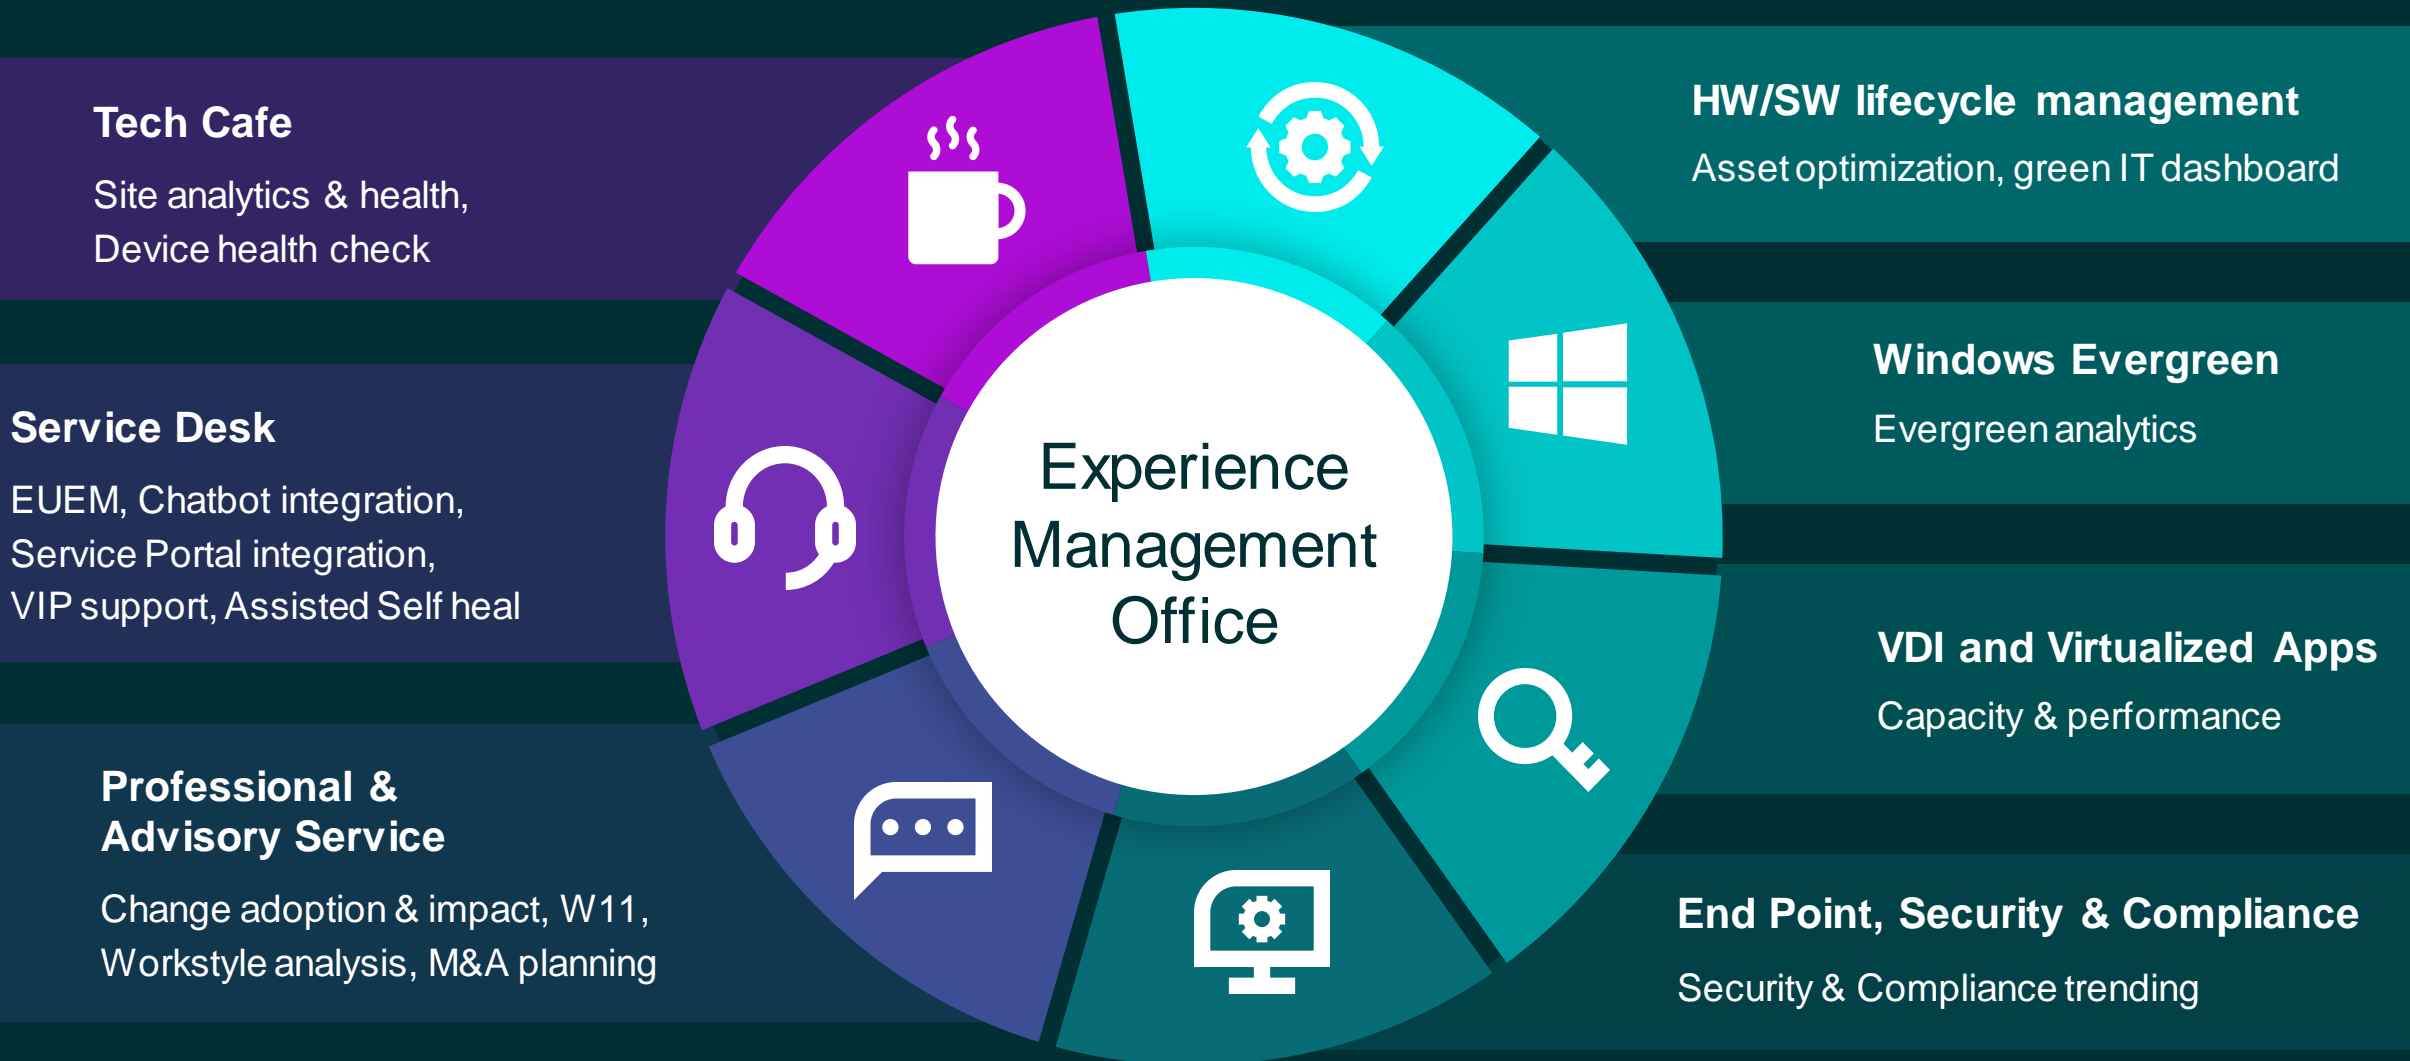 Tech Cafe
Site analytics & health,
Device health check
Service Desk
EUEM, Chatbot integration,
Service Portal integration,
VIP support, Assisted Self heal
Professional &
Advisory Service
Change adoption & impact, W11,
Workstyle analysis, M&A planning
Experience
Management
Office
HW/SW lifecycle management
Asset optimization, green IT dashboard
Windows Evergreen
Evergreen analytics
VDI and Virtualized Apps
Capacity & performance
End Point, Security & Compliance
Security & Compliance trending